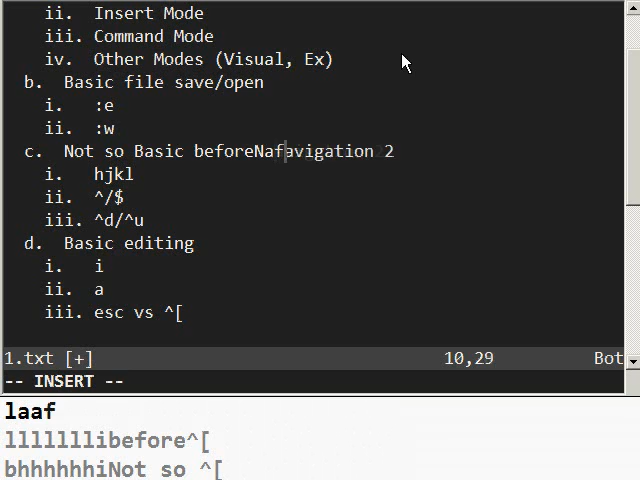 ii. Insert Mode
iii. Command Mode
iv. Other Modes (Visual, Ex)
b. Basic file save/open
i. :e
ii. :w
c. Not so Basic beforeNafavigation 2
i. hjkl
ii. ^/$
iii. ^d/^u
d. Basic editing
i. i
ii. a
iii. esc vs ^[
1.txt [+] 10,29 Bot
-- INSERT --
laaf
lllllllibefore^[
bhhhhhhiNot so ^[